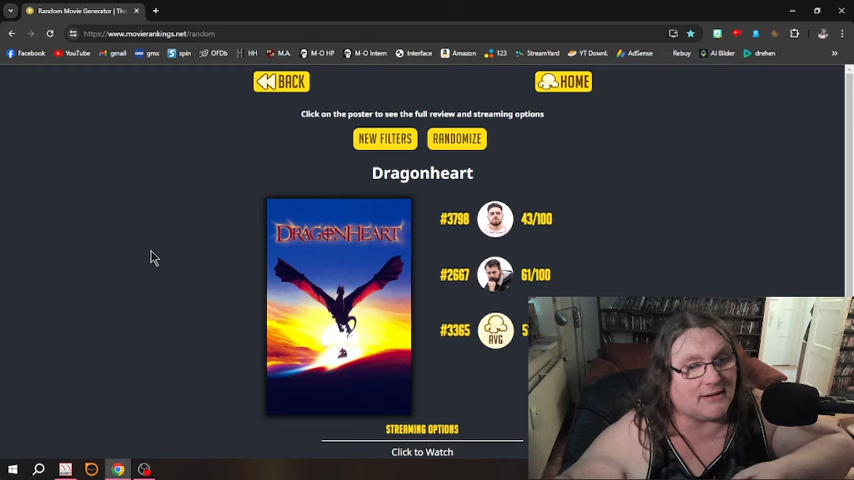 Random Movie Generator | The
https://www.movierankings.net/random
Facebook YouTube gmail gmx spin OFDb HH M.A. M-O HP M-O Intern Interface Amazon 123 StreamYard YT Downl. AdSense Rebuy AI Bilder drehen
BACK HOME
Click on the poster to see the full review and streaming options
NEW FILTERS RANDOMIZE
Dragonheart
DRAGONHEART
#3798 43/100
#2667 61/100
#3365 AVG 5
STREAMING OPTIONS
Click to Watch